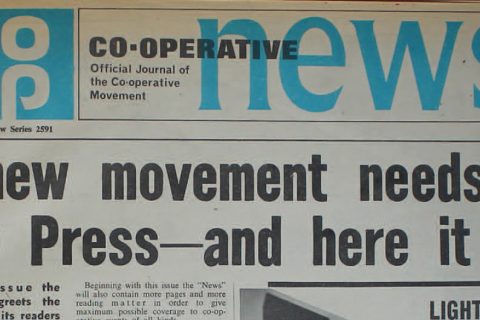 OP
CO-OPERATIVE
news
Official Journal of
the Co-operative
Movement
w Series 2591
new movement needs
Press—and here it
ssue the
greets the
its readers
Beginning with this issue the "News"
will also contain more pages and more
reading matter in order to give
maximum possible coverage to co-op-
LIGHT